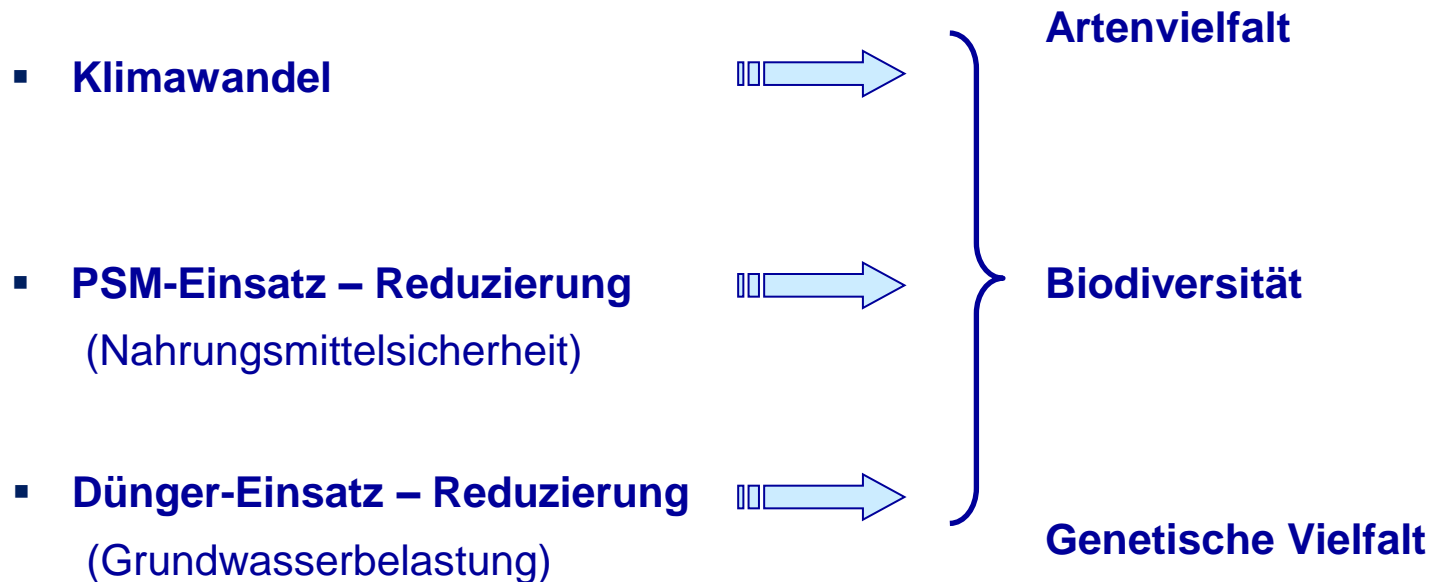 Artenvielfalt
▪ Klimawandel
▪ PSM-Einsatz – Reduzierung
Biodiversität
(Nahrungsmittelsicherheit)
▪ Dünger-Einsatz – Reduzierung
(Grundwasserbelastung)
Genetische Vielfalt